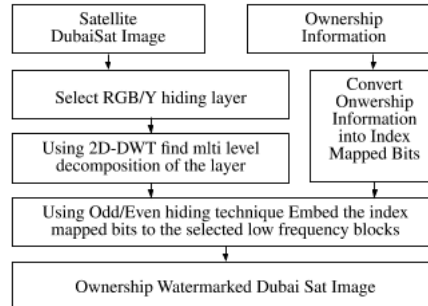 Satellite
DubaiSat Image
Ownership
Information
Select RGB/Y hiding layer
Convert
Onwership
Information
into Index
Mapped Bits
Using 2D-DWT find mlti level
decomposition of the layer
Using Odd/Even hiding technique Embed the index
mapped bits to the selected low frequency blocks
Ownership Watermarked Dubai Sat Image